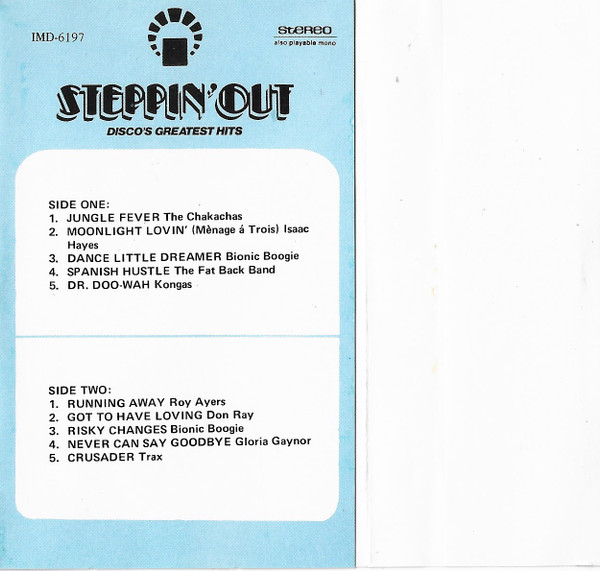 IMD-6197
STEREO
also playable mono
STEPPIN' OUT
DISCO'S GREATEST HITS
SIDE ONE:
1. JUNGLE FEVER The Chakachas
2. MOONLIGHT LOVIN' (Mènage á Trois) Isaac
Hayes
3. DANCE LITTLE DREAMER Bionic Boogie
4. SPANISH HUSTLE The Fat Back Band
5. DR. DOO-WAH Kongas
SIDE TWO:
1. RUNNING AWAY Roy Ayers
2. GOT TO HAVE LOVING Don Ray
3. RISKY CHANGES Bionic Boogie
4. NEVER CAN SAY GOODBYE Gloria Gaynor
5. CRUSADER Trax